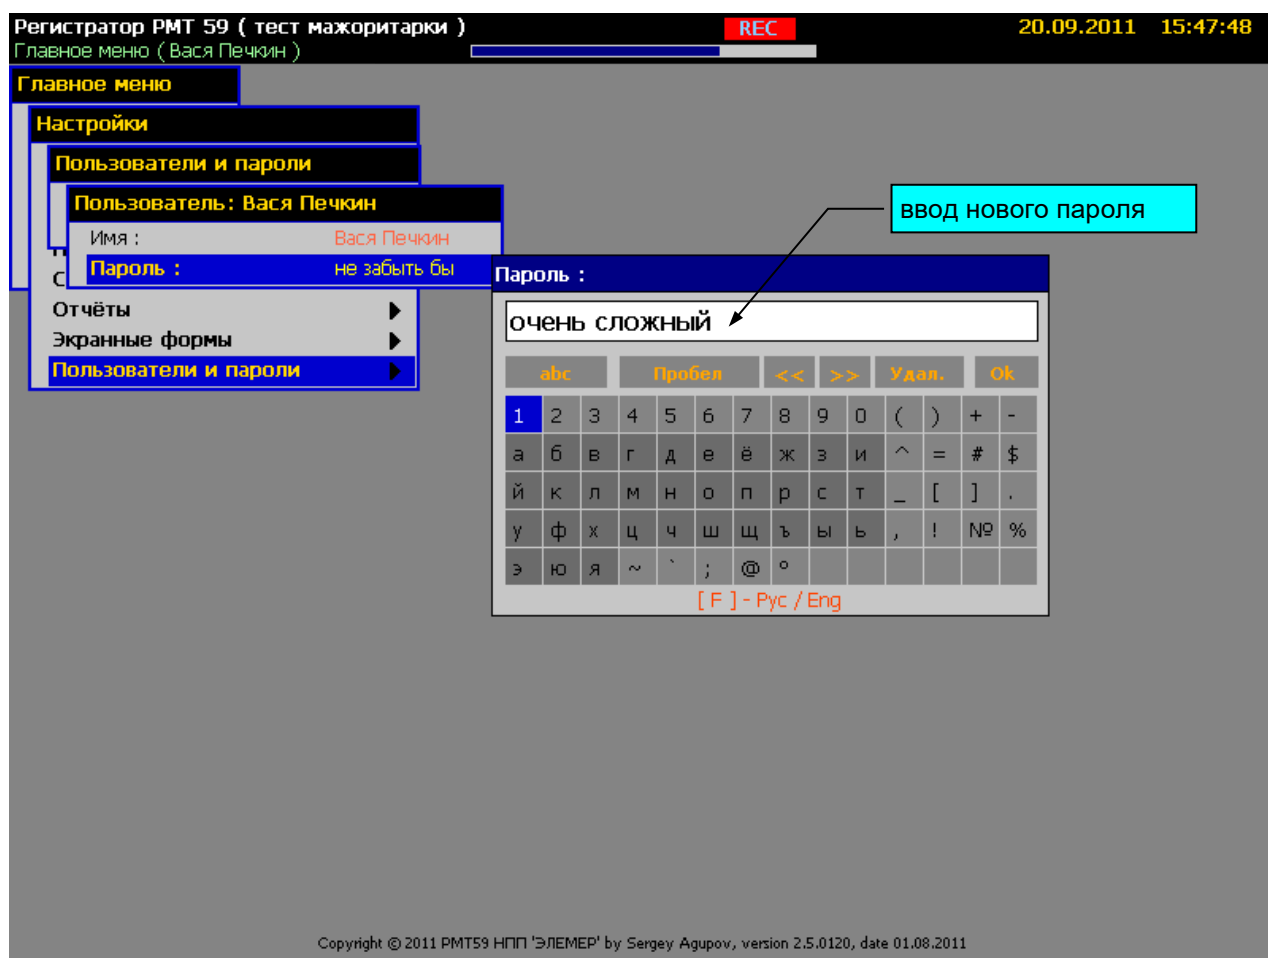 Регистратор РМТ 59 ( тест мажоритарки ) REC 20.09.2011 15:47:48
Главное меню ( Вася Печкин )
Главное меню
Настройки
Пользователи и пароли
Пользователь: Вася Печкин
ввод нового пароля
Имя : Вася Печкин
Пароль : не забыть бы
Пароль :
Отчёты
очень сложный
Экранные формы
Пользователи и пароли
abc Пробел << >> Удал. Ok
1 2 3 4 5 6 7 8 9 0 ( ) + -
а б в г д е ё ж з и ^ = # $
й к л м н о п р с т _ [ ] .
у ф х ц ч ш щ ъ ы ь , ! № %
э ю я ~ ` ; @ °
[ F ] - Рус / Eng
Copyright © 2011 РМТ59 НПП 'ЭЛЕМЕР' by Sergey Agupov, version 2.5.0120, date 01.08.2011